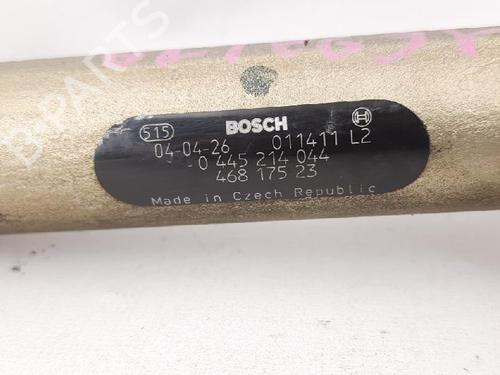 B-PARTS
515
BOSCH
04-04-26 011411 L2
0 445 214 044
468 175 23
Made in Czech Republic